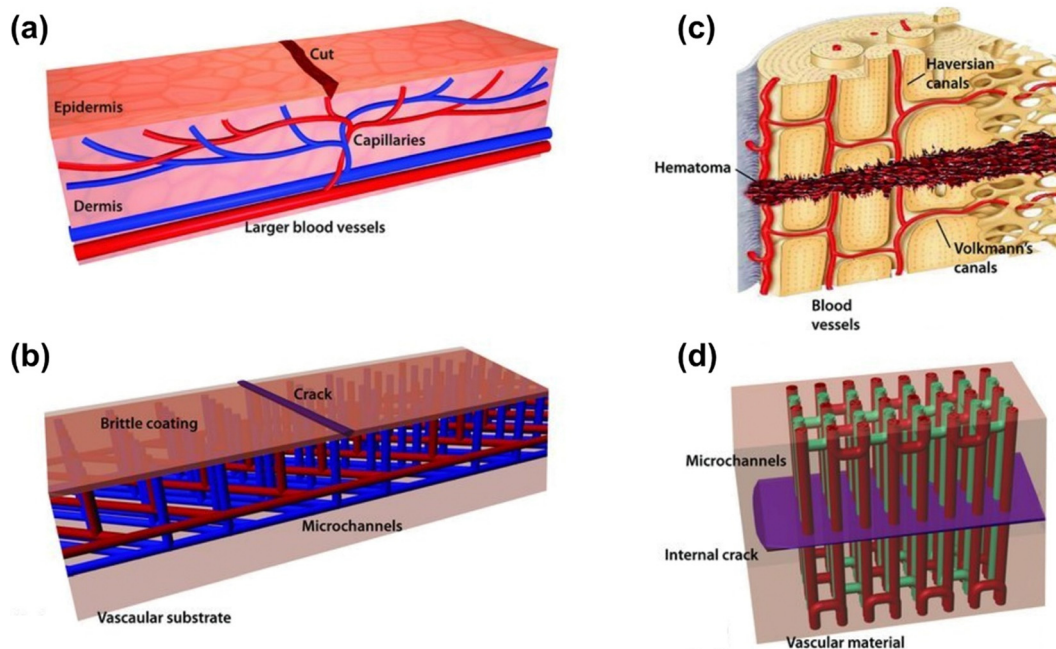 (a)
Cut
Epidermis
Capillaries
Dermis
Larger blood vessels
(b)
Crack
Brittle coating
Microchannels
Vascaular substrate
(c)
Haversian
canals
Hematoma
Volkmann's
canals
Blood
vessels
(d)
Microchannels
Internal crack
Vascular material